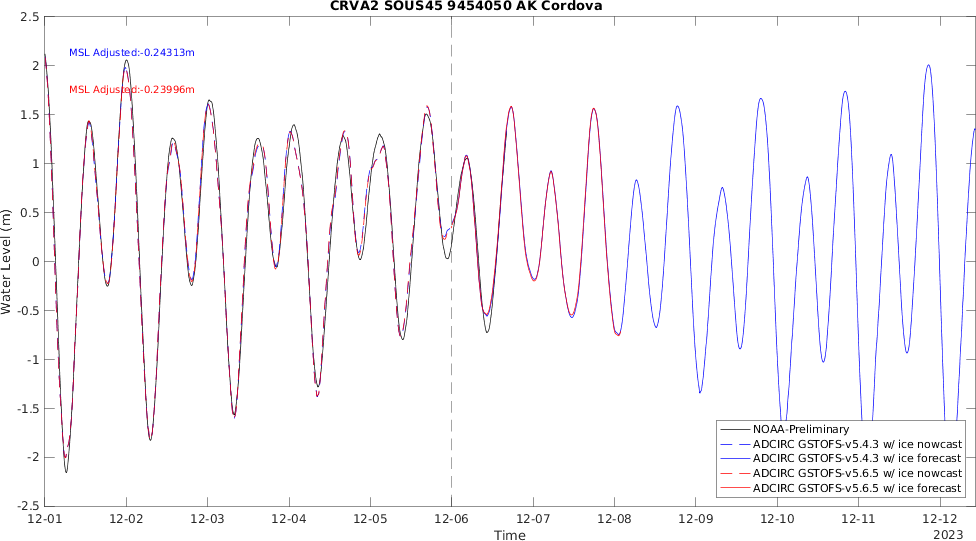 CRVA2 SOUS45 9454050 AK Cordova
MSL Adjusted:-0.24313m
MSL Adjusted:-0.23996m
Water Level (m)
2.5
2
1.5
1
0.5
0
-0.5
-1
-1.5
-2
-2.5
NOAA-Preliminary
ADCIRC GSTOFS-v5.4.3 w/ ice nowcast
ADCIRC GSTOFS-v5.4.3 w/ ice forecast
ADCIRC GSTOFS-v5.6.5 w/ ice nowcast
ADCIRC GSTOFS-v5.6.5 w/ ice forecast
12-01 12-02 12-03 12-04 12-05 12-06 12-07 12-08 12-09 12-10 12-11 12-12
Time
2023